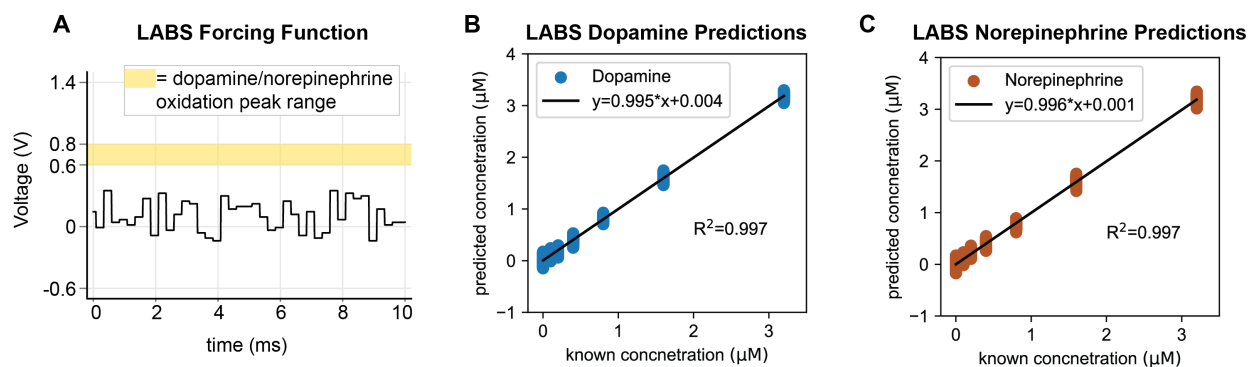 A
LABS Forcing Function
= dopamine/norepinephrine
oxidation peak range
1.4
0.8
0.6
0
-0.6
Voltage (V)
0 2 4 6 8 10
time (ms)
B
LABS Dopamine Predictions
Dopamine
y=0.995*x+0.004
4
3
2
1
0
−1
predicted concnetration (μM)
R²=0.997
0 1 2 3
known concnetration (μM)
C
LABS Norepinephrine Predictions
Norepinephrine
y=0.996*x+0.001
4
3
2
1
0
−1
predicted concnetration (μM)
R²=0.997
0 1 2 3
known concnetration (μM)